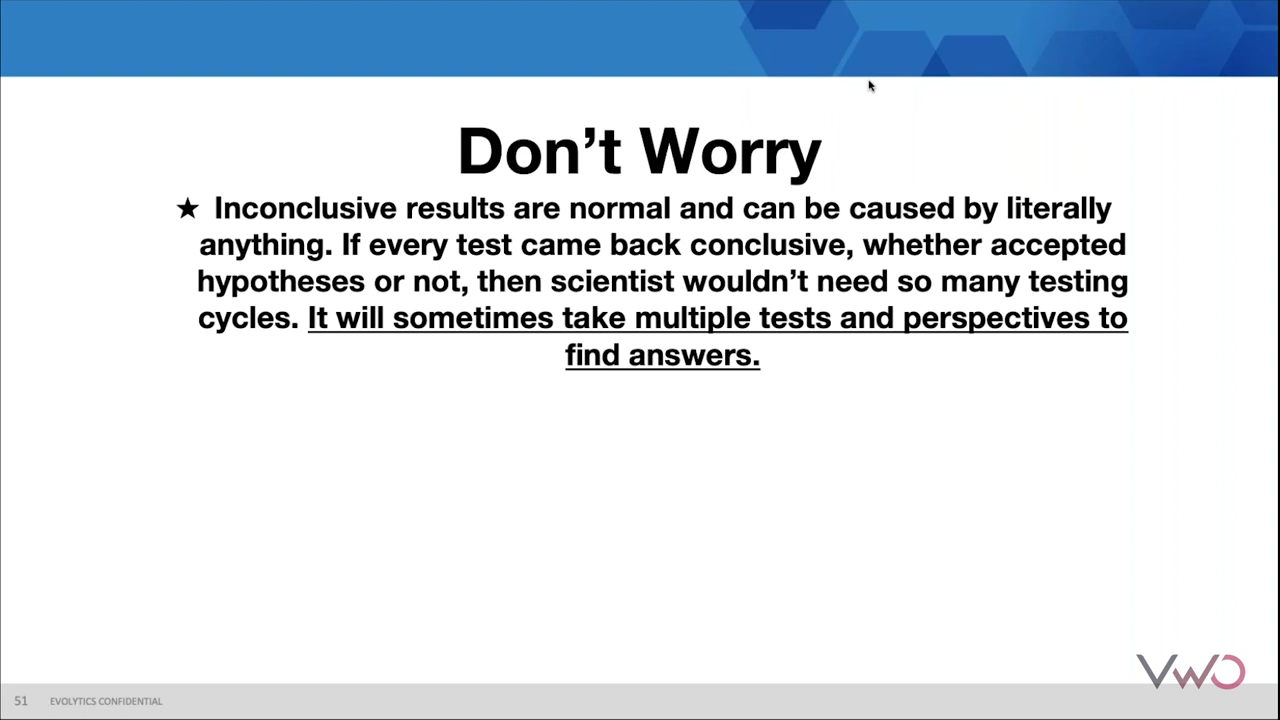 Don’t Worry
★ Inconclusive results are normal and can be caused by literally
anything. If every test came back conclusive, whether accepted
hypotheses or not, then scientist wouldn’t need so many testing
cycles. It will sometimes take multiple tests and perspectives to
find answers.
VWO
51 EVOLYTICS CONFIDENTIAL